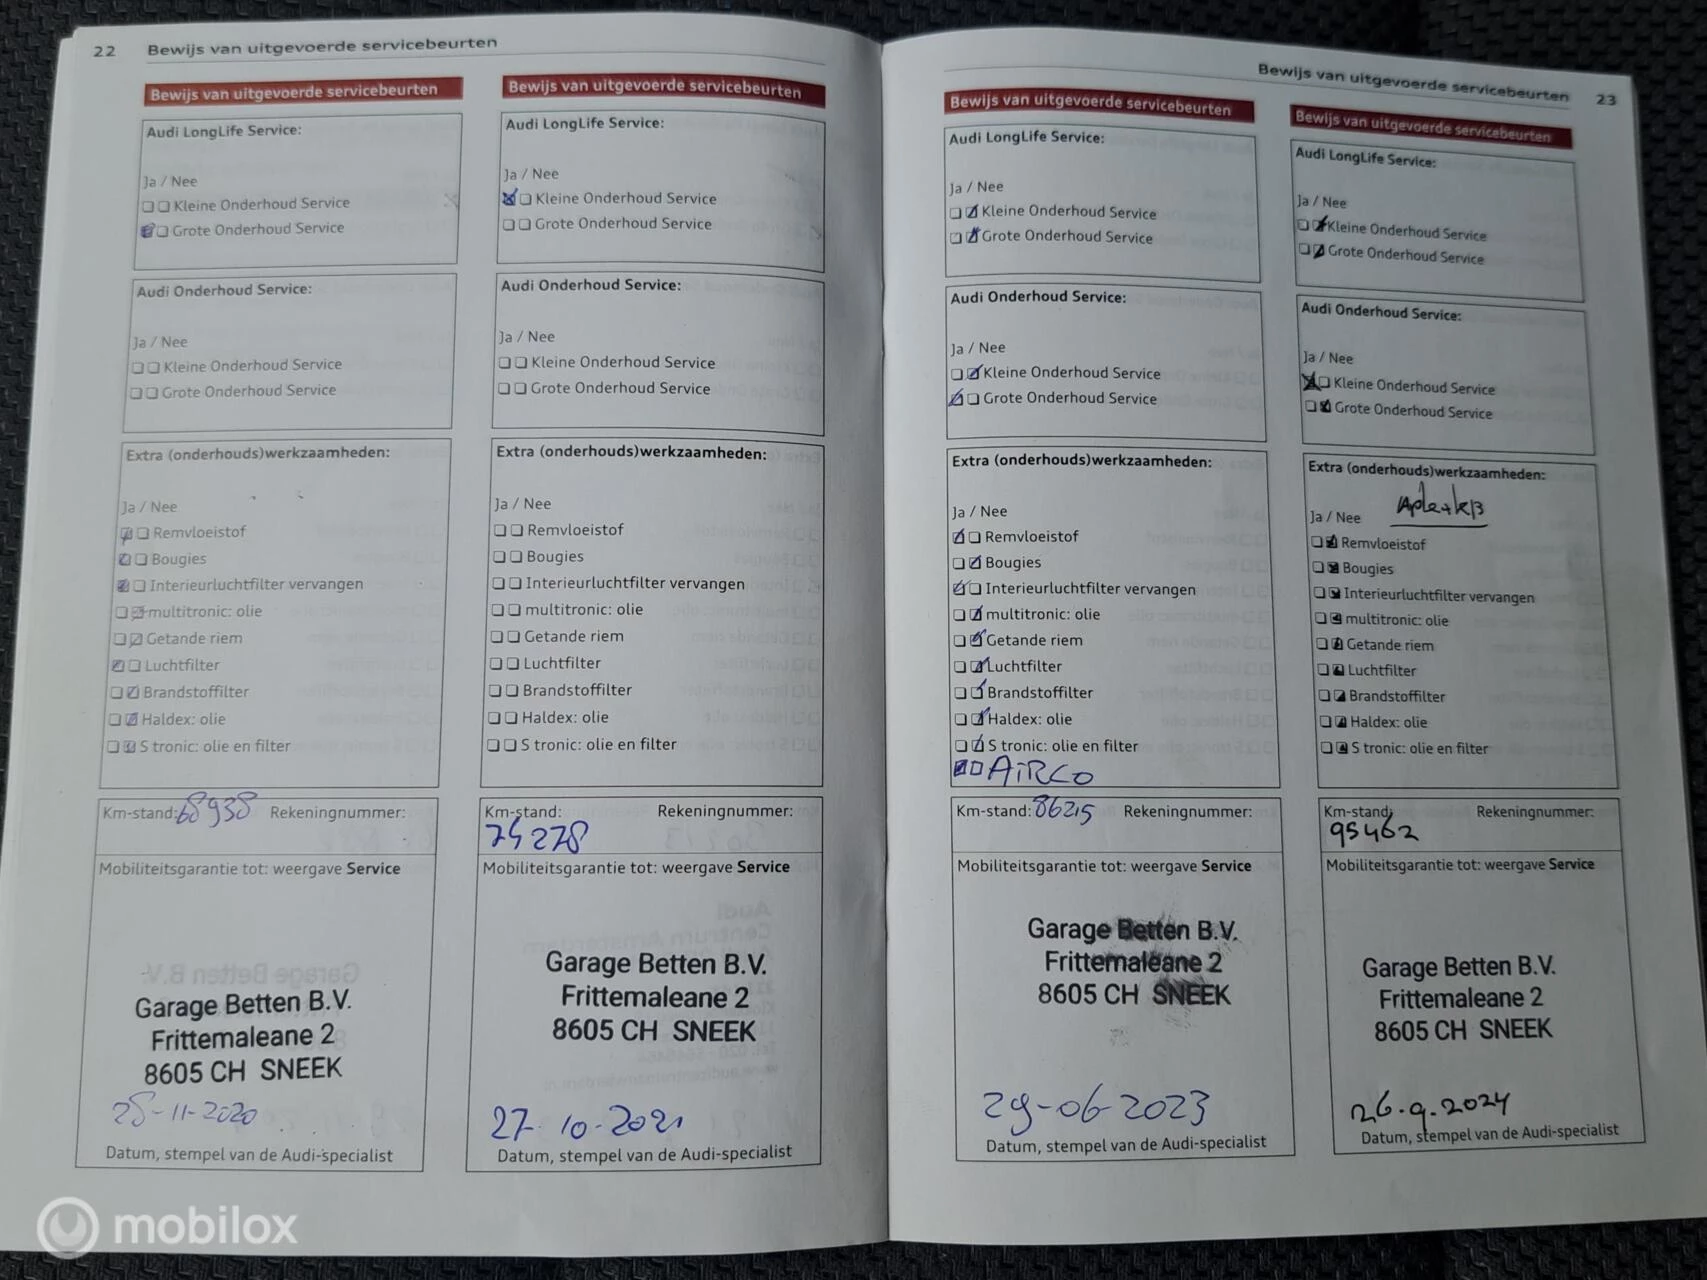 22 Bewijs van uitgevoerde servicebeurten
Bewijs van uitgevoerde servicebeurten
Audi LongLife Service:
Ja / Nee
Kleine Onderhoud Service
Grote Onderhoud Service
Audi Onderhoud Service:
Ja / Nee
Kleine Onderhoud Service
Grote Onderhoud Service
Extra (onderhouds)werkzaamheden:
Ja / Nee
Remvloeistof
Bougies
Interieurluchtfilter vervangen
multitronic: olie
Getande riem
Luchtfilter
Brandstoffilter
Haldex: olie
S tronic: olie en filter
Km-stand: 68938 Rekeningnummer:
Mobiliteitsgarantie tot: weergave Service
Garage Betten B.V.
Frittemaleane 2
8605 CH SNEEK
25-11-2020
Datum, stempel van de Audi-specialist
Bewijs van uitgevoerde servicebeurten
Audi LongLife Service:
Ja / Nee
Kleine Onderhoud Service
Grote Onderhoud Service
Audi Onderhoud Service:
Ja / Nee
Kleine Onderhoud Service
Grote Onderhoud Service
Extra (onderhouds)werkzaamheden:
Ja / Nee
Remvloeistof
Bougies
Interieurluchtfilter vervangen
multitronic: olie
Getande riem
Luchtfilter
Brandstoffilter
Haldex: olie
S tronic: olie en filter
Km-stand: Rekeningnummer:
74278
Mobiliteitsgarantie tot: weergave Service
Garage Betten B.V.
Frittemaleane 2
8605 CH SNEEK
27-10-2021
Datum, stempel van de Audi-specialist
Bewijs van uitgevoerde servicebeurten 23
Bewijs van uitgevoerde servicebeurten
Audi LongLife Service:
Ja / Nee
Kleine Onderhoud Service
Grote Onderhoud Service
Audi Onderhoud Service:
Ja / Nee
Kleine Onderhoud Service
Grote Onderhoud Service
Extra (onderhouds)werkzaamheden:
Ja / Nee
Remvloeistof
Bougies
Interieurluchtfilter vervangen
multitronic: olie
Getande riem
Luchtfilter
Brandstoffilter
Haldex: olie
S tronic: olie en filter
AIRCO
Km-stand: 86215 Rekeningnummer:
Mobiliteitsgarantie tot: weergave Service
Garage Betten B.V.
Frittemaleane 2
8605 CH SNEEK
29-06-2023
Datum, stempel van de Audi-specialist
Bewijs van uitgevoerde servicebeurten
Audi LongLife Service:
Ja / Nee
Kleine Onderhoud Service
Grote Onderhoud Service
Audi Onderhoud Service:
Ja / Nee
Kleine Onderhoud Service
Grote Onderhoud Service
Extra (onderhouds)werkzaamheden:
Ja / Nee
Remvloeistof
Bougies
Interieurluchtfilter vervangen
multitronic: olie
Getande riem
Luchtfilter
Brandstoffilter
Haldex: olie
S tronic: olie en filter
Km-stand: Rekeningnummer:
95462
Mobiliteitsgarantie tot: weergave Service
Garage Betten B.V.
Frittemaleane 2
8605 CH SNEEK
26.9.2024
Datum, stempel van de Audi-specialist
mobilox